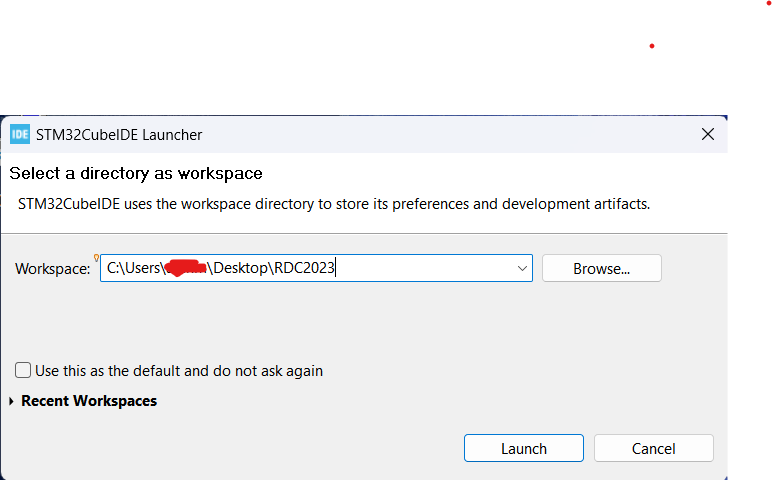 IDE STM32CubeIDE Launcher
Select a directory as workspace
STM32CubeIDE uses the workspace directory to store its preferences and development artifacts.
Workspace: C:\Users\ \Desktop\RDC2023 Browse...
Use this as the default and do not ask again
Recent Workspaces
Launch Cancel